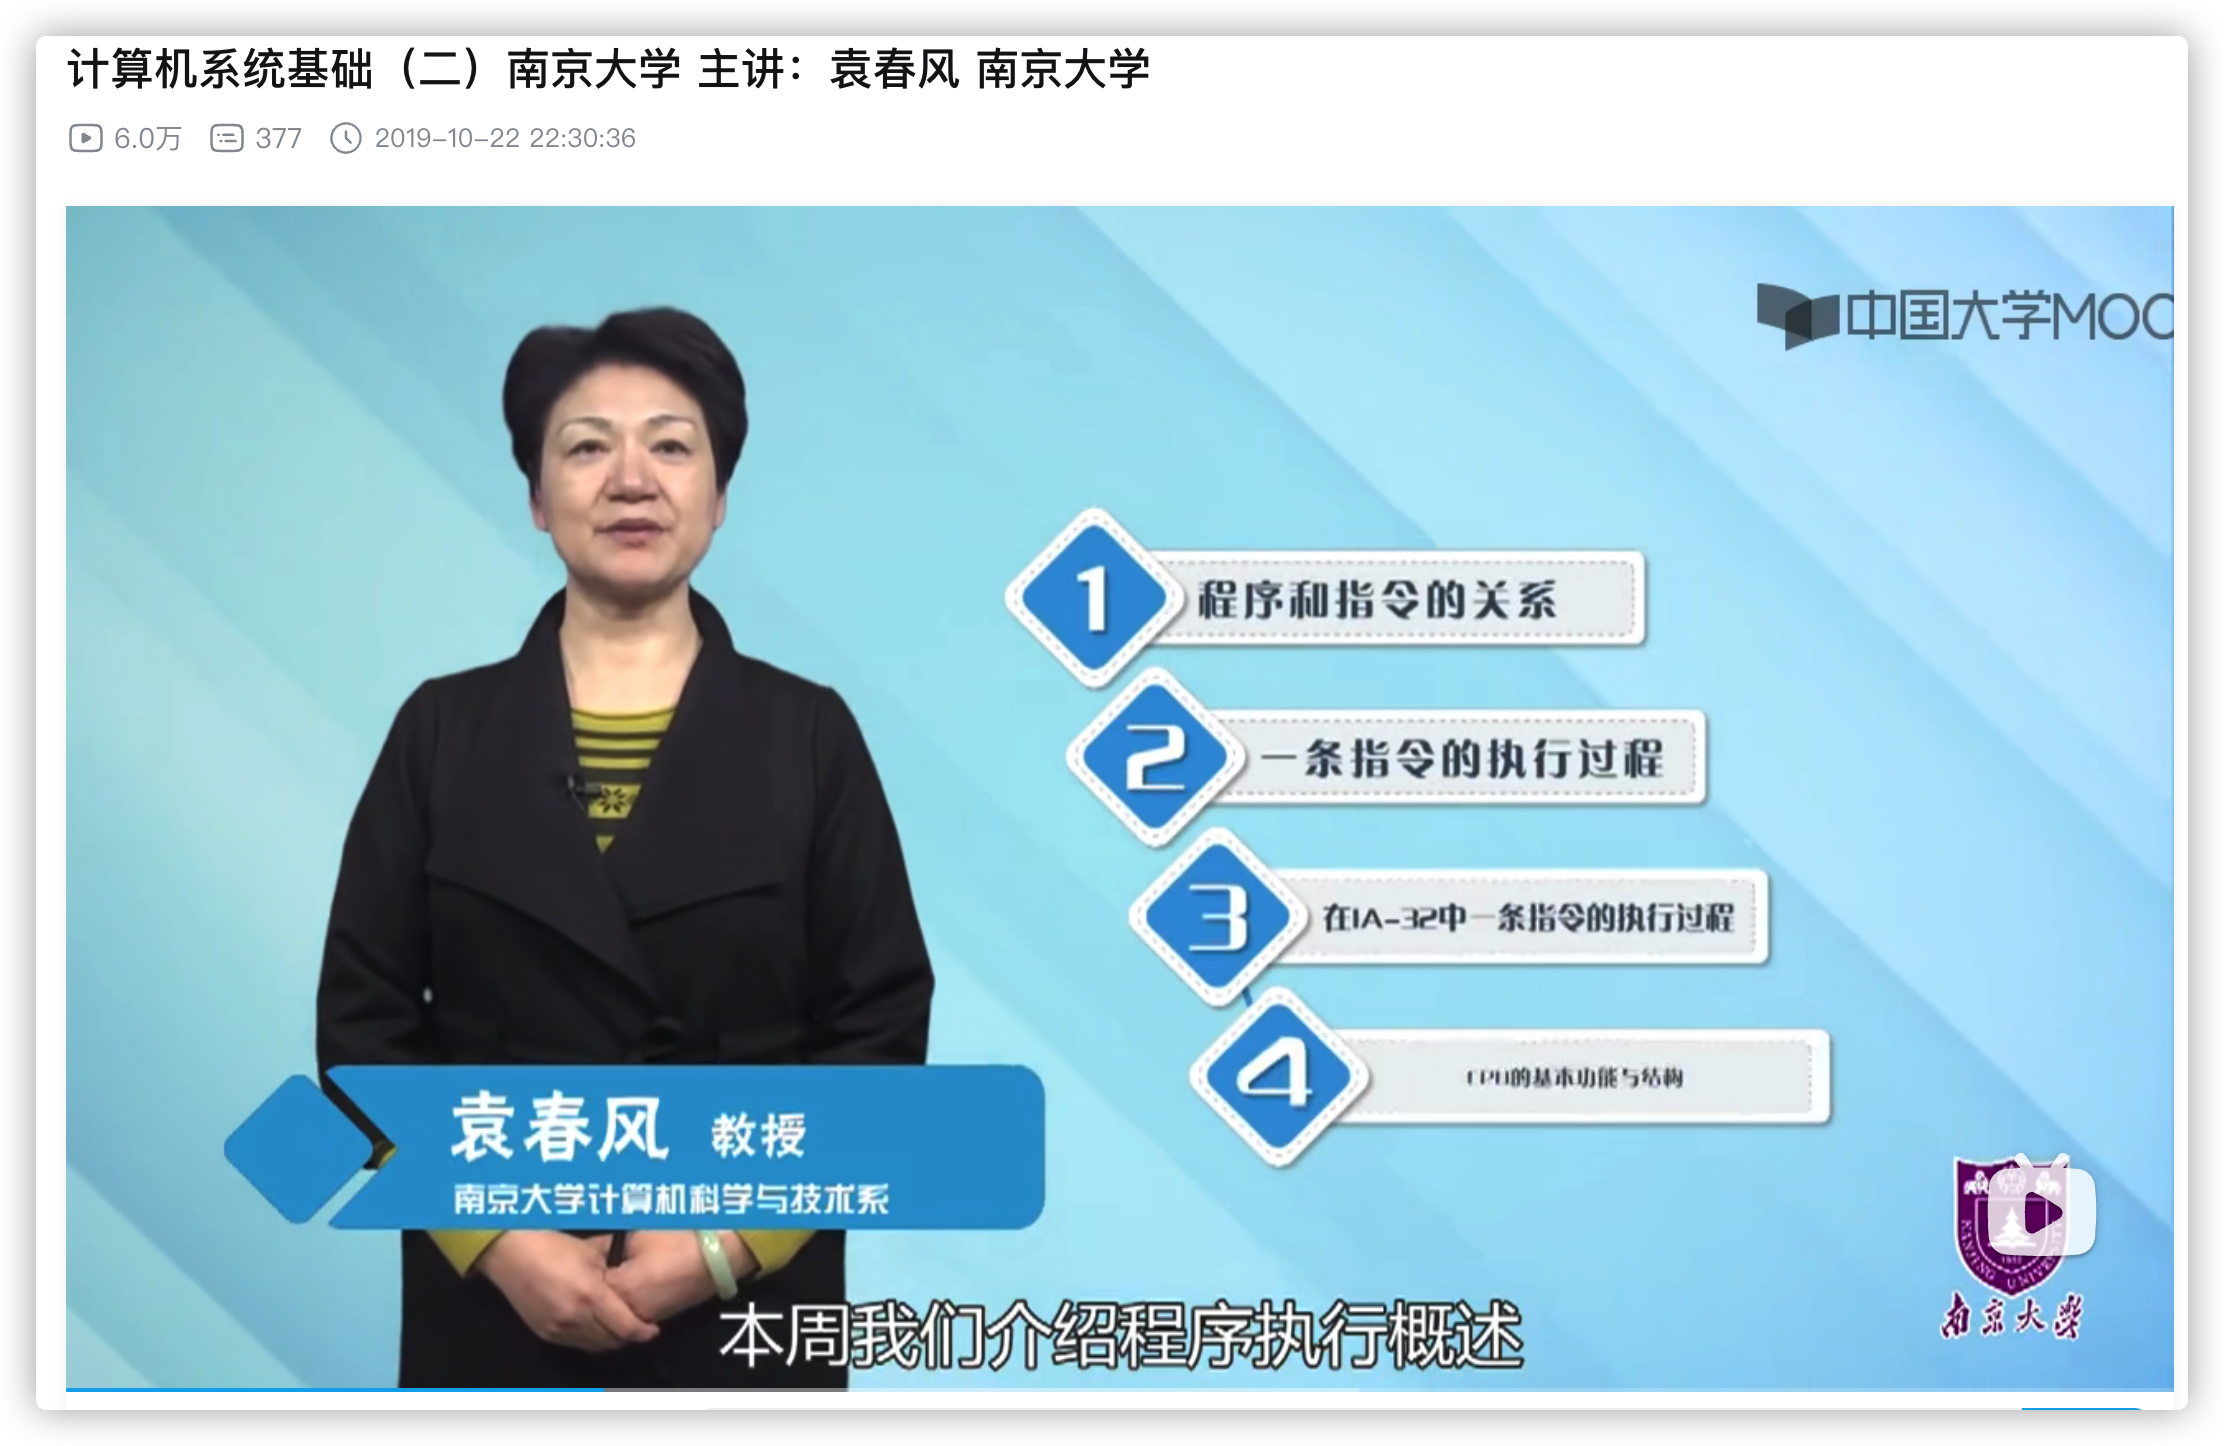 计算机系统基础（二）南京大学 主讲：袁春风 南京大学
6.0万 377 2019-10-22 22:30:36
中国大学MOO
1 程序和指令的关系
2 一条指令的执行过程
3 在IA-32中一条指令的执行过程
4 CPU的基本功能与结构
袁春风 教授
南京大学计算机科学与技术系
NANJING UNIVERSITY
南京大学
本周我们介绍程序执行概述